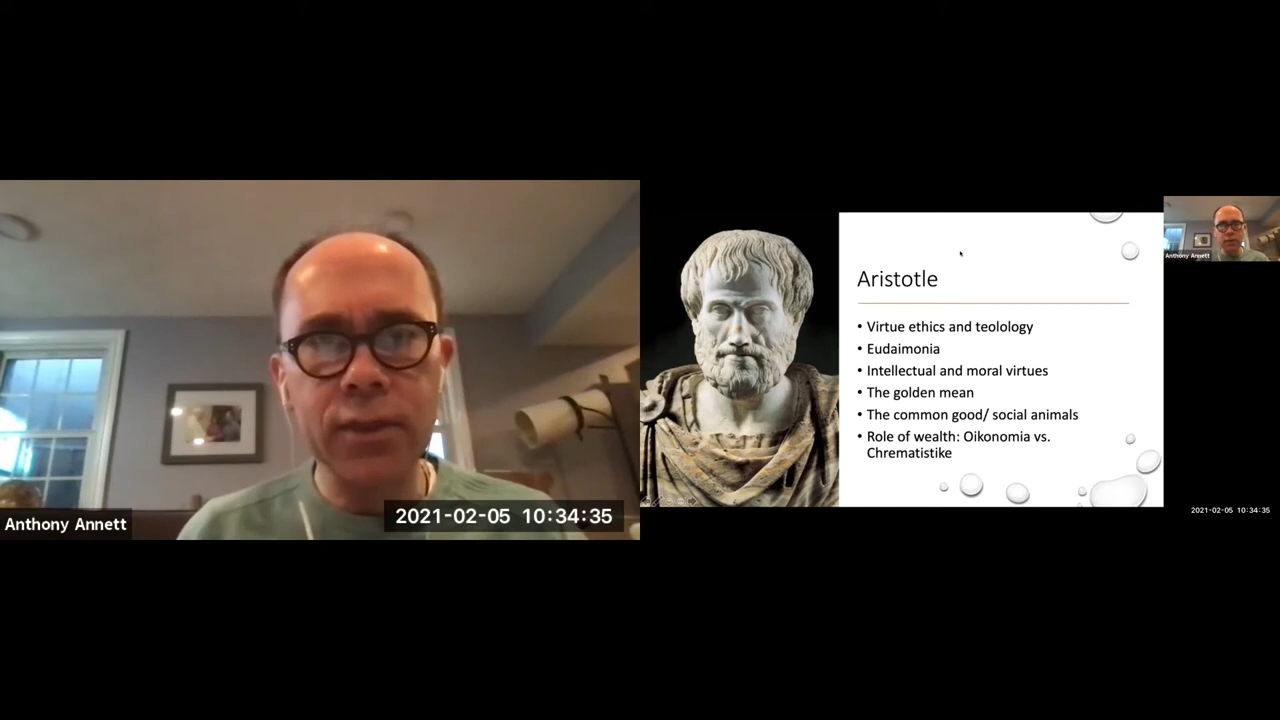 Anthony Annett
2021-02-05 10:34:35
Aristotle
• Virtue ethics and teolology
• Eudaimonia
• Intellectual and moral virtues
• The golden mean
• The common good/ social animals
• Role of wealth: Oikonomia vs.
Chrematistike
Anthony Annett
2021-02-05 10:34:35